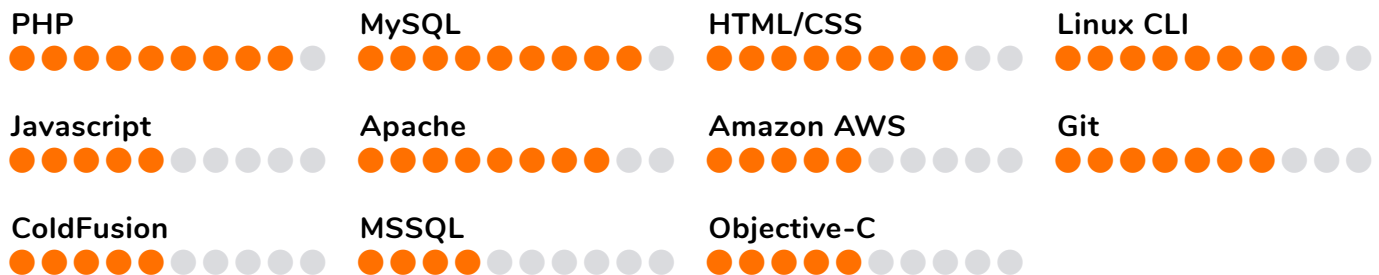 PHP
MySQL
HTML/CSS
Linux CLI
Javascript
Apache
Amazon AWS
Git
ColdFusion
MSSQL
Objective-C